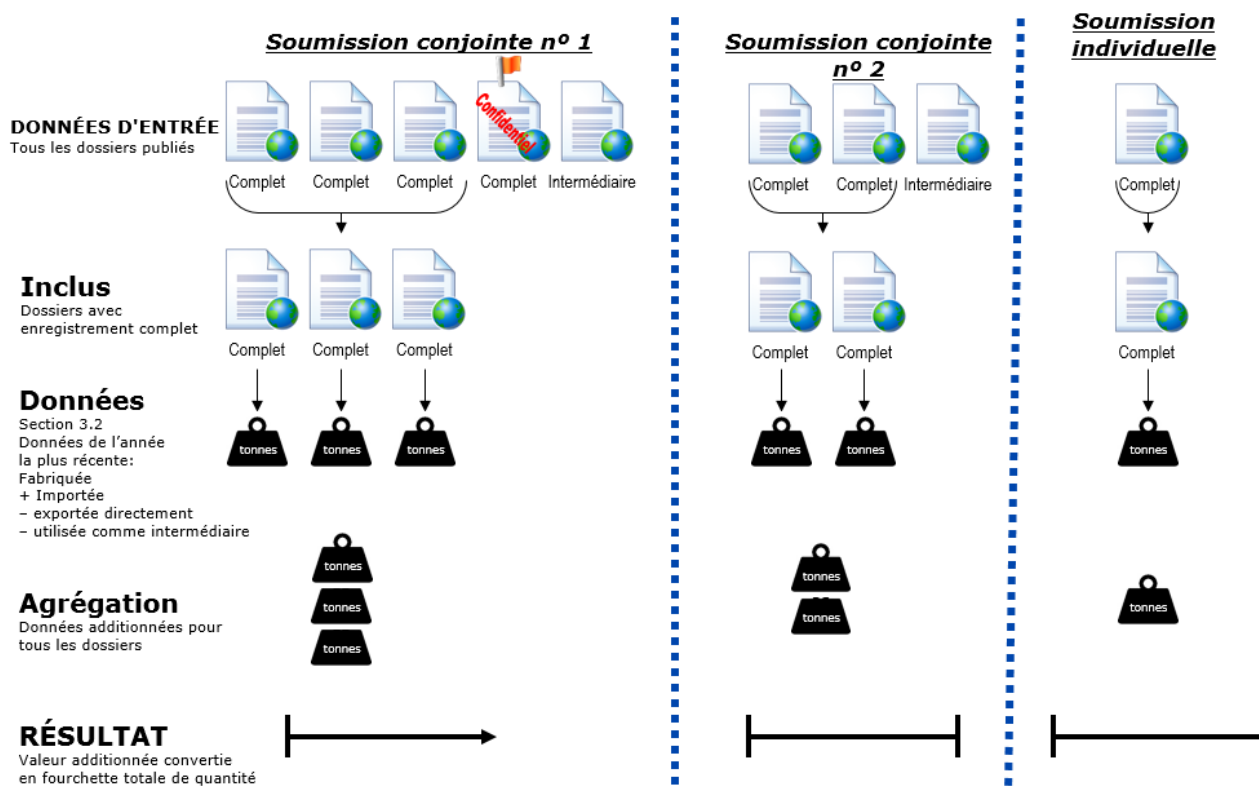 Soumission conjointe nº 1
Soumission conjointe
nº 2
Soumission
individuelle
DONNÉES D'ENTRÉE
Tous les dossiers publiés
Confidentiel
Complet
Complet
Complet
Complet
Intermédiaire
Complet
Complet
Intermédiaire
Complet
Inclus
Dossiers avec
enregistrement complet
Complet
Complet
Complet
Complet
Complet
Complet
Données
Section 3.2
Données de l’année
la plus récente:
Fabriquée
+ Importée
– exportée directement
– utilisée comme intermédiaire
tonnes
tonnes
tonnes
tonnes
tonnes
tonnes
Agrégation
Données additionnées pour
tous les dossiers
tonnes
tonnes
tonnes
tonnes
tonnes
tonnes
RÉSULTAT
Valeur additionnée convertie
en fourchette totale de quantité